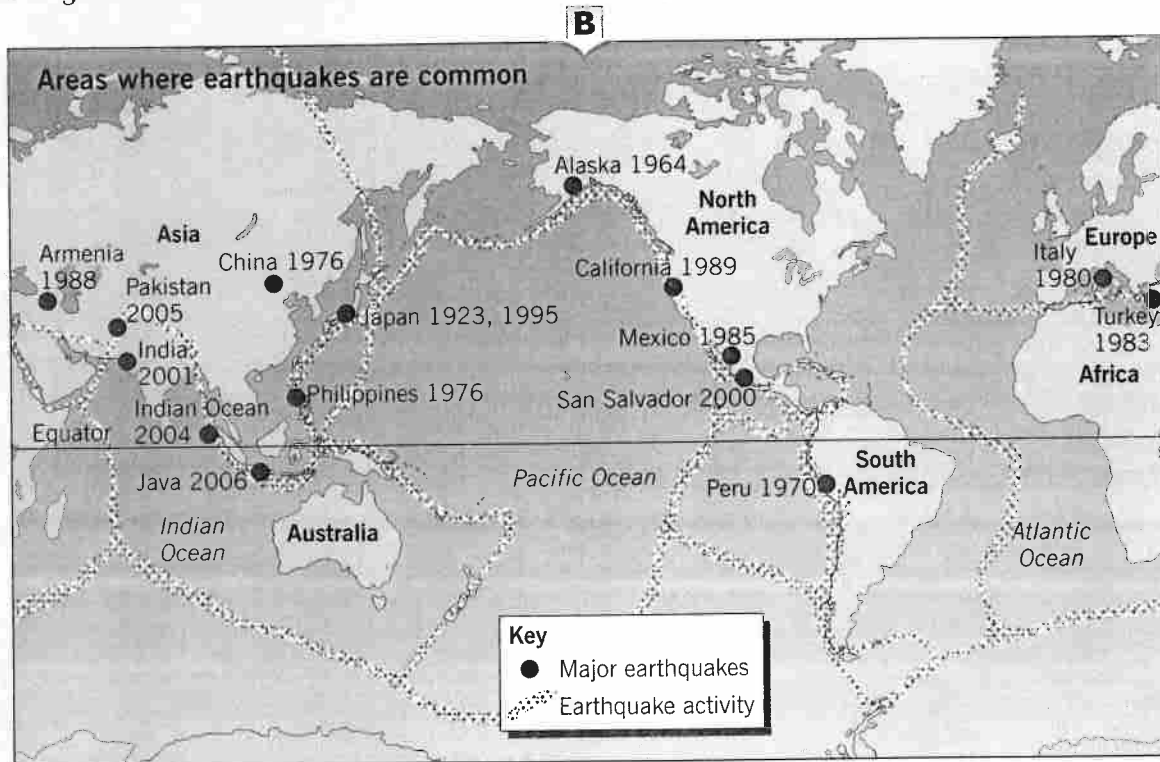 B
Areas where earthquakes are common
Alaska 1964
North
America
Asia
Armenia
1988
China 1976
Pakistan
2005
California 1989
Europe
Italy
1980
Japan 1923, 1995
Turkey
1983
India
2001
Mexico
1985
Africa
Philippines 1976
San Salvador 2000
Indian Ocean
2004
Equator
Java 2006
Pacific Ocean
Peru 1970
South
America
Indian
Ocean
Australia
Atlantic
Ocean
Key
Major earthquakes
Earthquake activity